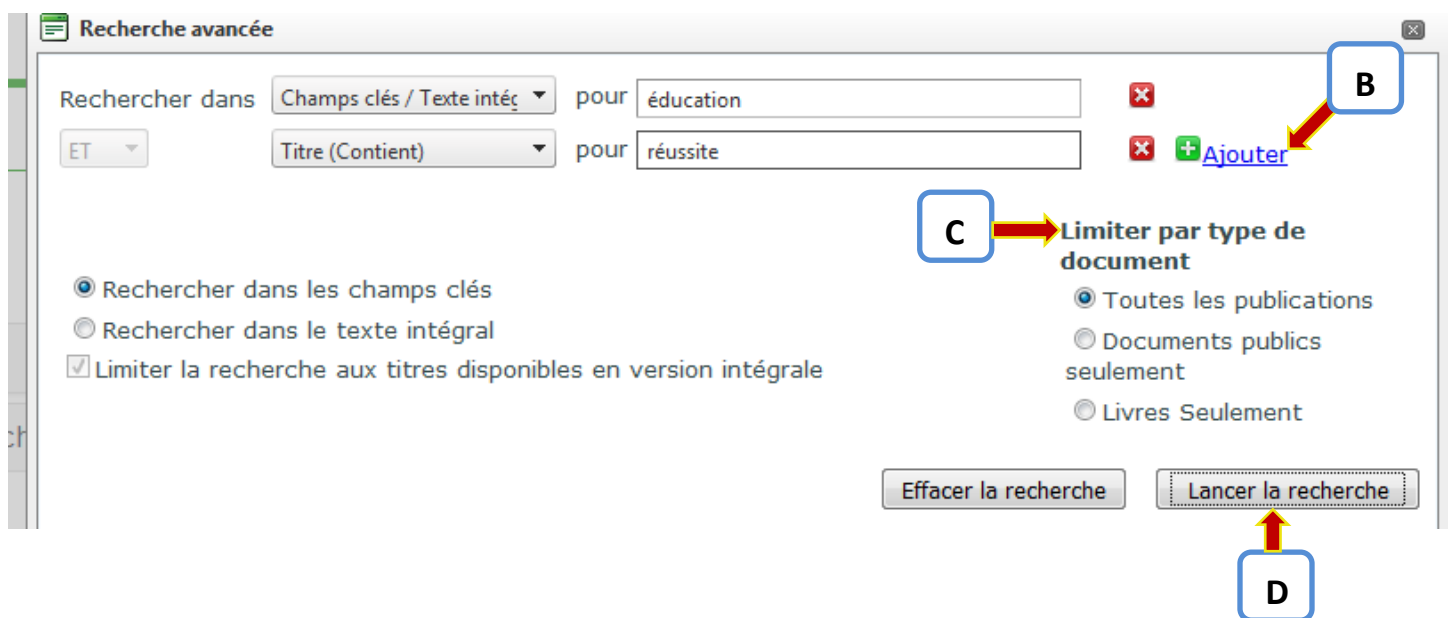 Recherche avancée
B
Rechercher dans Champs clés / Texte intég pour éducation
ET Titre (Contient) pour réussite Ajouter
C
Limiter par type de
document
Rechercher dans les champs clés
Toutes les publications
Rechercher dans le texte intégral
Documents publics
seulement
Limiter la recherche aux titres disponibles en version intégrale
Livres Seulement
ch
Effacer la recherche Lancer la recherche
D